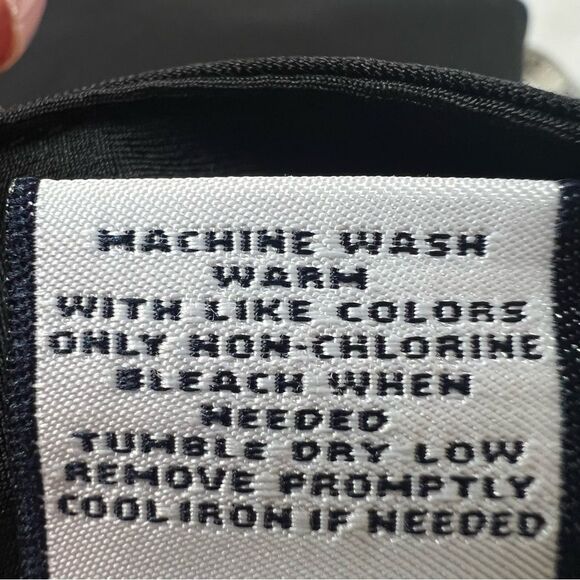 MACHINE WASH
WARM
WITH LIKE COLORS
ONLY NON-CHLORINE
BLEACH WHEN
NEEDED
TUMBLE DRY LOW
REMOVE PROMPTLY
COOL IRON IF NEEDED